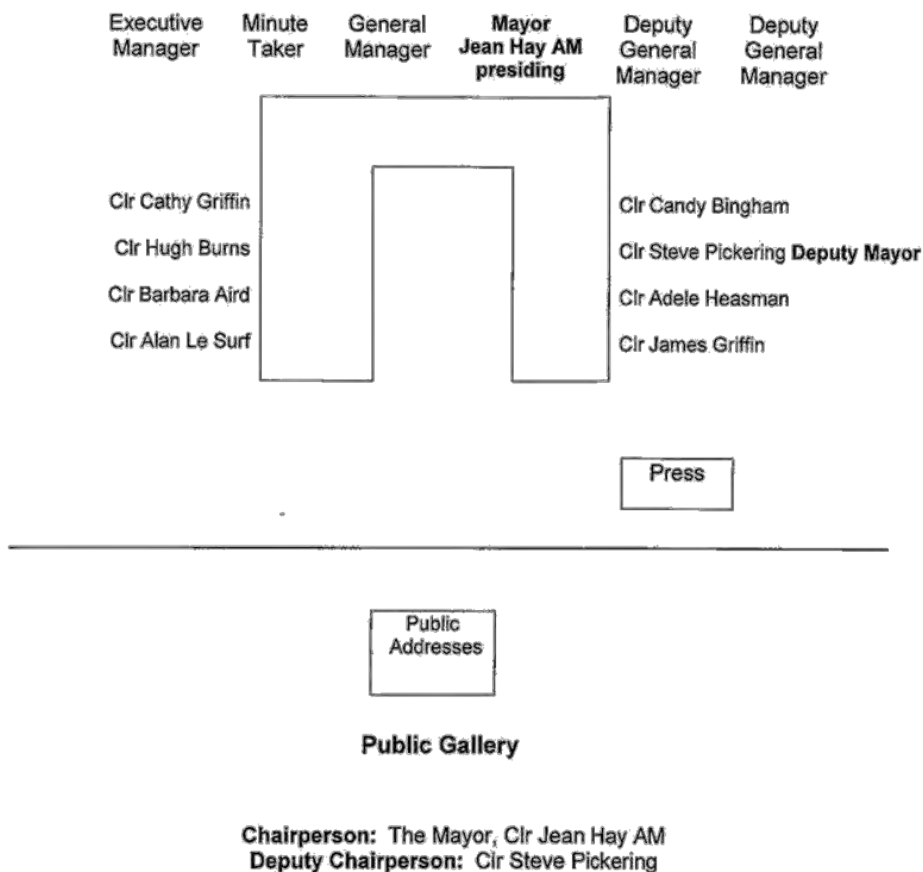 Executive Manager
Minute Taker
General Manager
Mayor Jean Hay AM presiding
Deputy General Manager
Deputy General Manager
Clr Cathy Griffin
Clr Hugh Burns
Clr Barbara Aird
Clr Alan Le Surf
Clr Candy Bingham
Clr Steve Pickering Deputy Mayor
Clr Adele Heasman
Clr James Griffin
Press
Public
Addresses
Public Gallery
Chairperson: The Mayor, Clr Jean Hay AM
Deputy Chairperson: Clr Steve Pickering